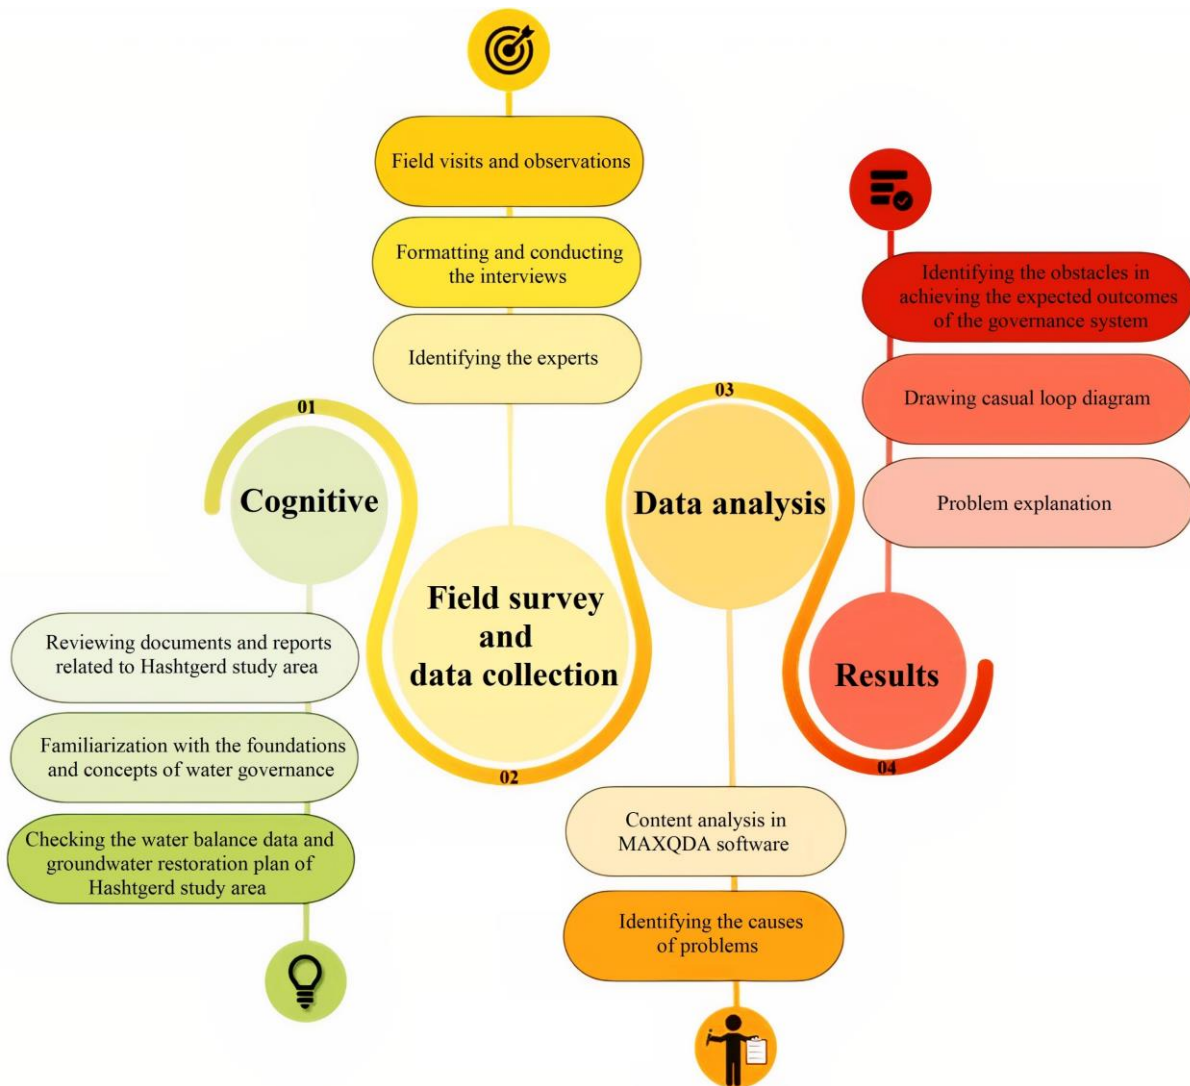 Field visits and observations
Formatting and conducting
the interviews
Identifying the experts
01
Cognitive
Reviewing documents and reports
related to Hashtgerd study area
Familiarization with the foundations
and concepts of water governance
Checking the water balance data and
groundwater restoration plan of
Hashtgerd study area
Field survey
and
data collection
02
03
Data analysis
Content analysis in
MAXQDA software
Identifying the causes
of problems
Identifying the obstacles in
achieving the expected outcomes
of the governance system
Drawing casual loop diagram
Problem explanation
Results
04